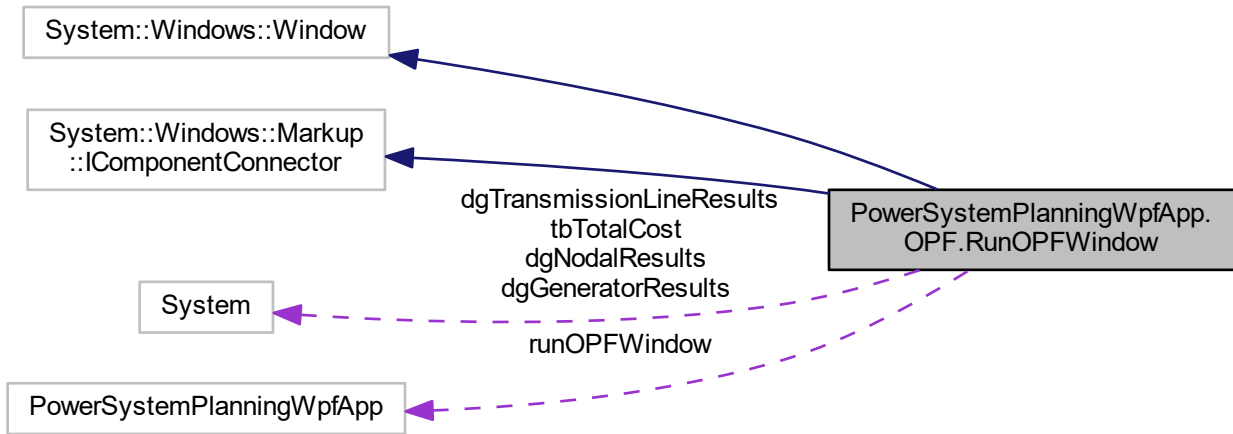 System::Windows::Window
System::Windows::Markup
::IComponentConnector
dgTransmissionLineResults
tbTotalCost
dgNodalResults
dgGeneratorResults
PowerSystemPlanningWpfApp.
OPF.RunOPFWindow
System
runOPFWindow
PowerSystemPlanningWpfApp